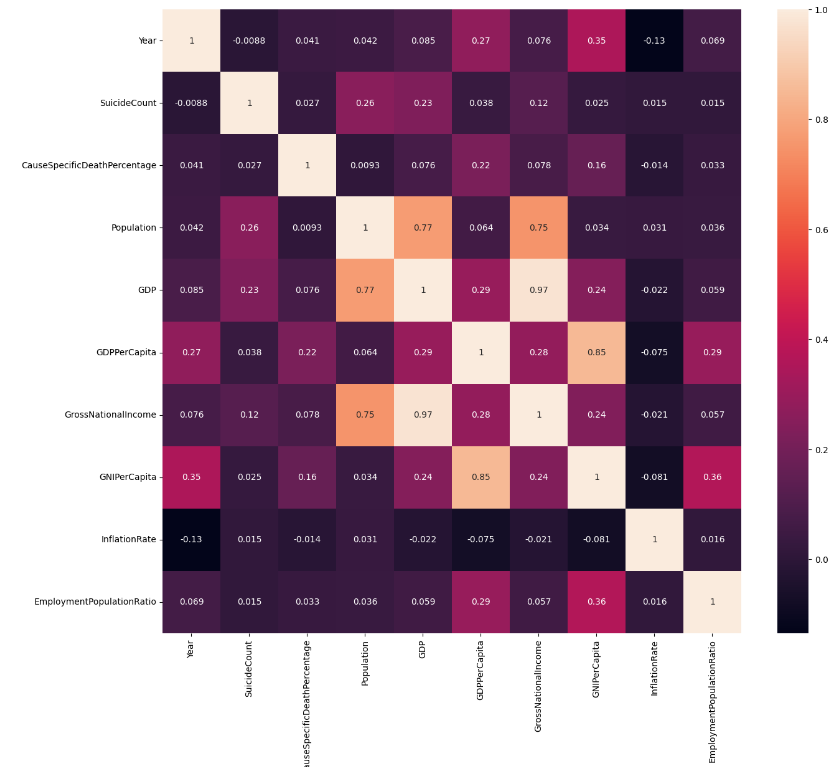 Year 1 -0.0088 0.041 0.042 0.085 0.27 0.076 0.35 -0.13 0.069
SuicideCount -0.0088 1 0.027 0.26 0.23 0.038 0.12 0.025 0.015 0.015
CauseSpecificDeathPercentage 0.041 0.027 1 0.0093 0.076 0.22 0.078 0.16 -0.014 0.033
Population 0.042 0.26 0.0093 1 0.77 0.064 0.75 0.034 0.031 0.036
GDP 0.085 0.23 0.076 0.77 1 0.29 0.97 0.24 -0.022 0.059
GDPPerCapita 0.27 0.038 0.22 0.064 0.29 1 0.28 0.85 -0.075 0.29
GrossNationalIncome 0.076 0.12 0.078 0.75 0.97 0.28 1 0.24 -0.021 0.057
GNIPerCapita 0.35 0.025 0.16 0.034 0.24 0.85 0.24 1 -0.081 0.36
InflationRate -0.13 0.015 -0.014 0.031 -0.022 -0.075 -0.021 -0.081 1 0.016
EmploymentPopulationRatio 0.069 0.015 0.033 0.036 0.059 0.29 0.057 0.36 0.016 1
Year
SuicideCount
auseSpecificDeathPercentage
Population
GDP
GDPPerCapita
GrossNationalIncome
GNIPerCapita
InflationRate
EmploymentPopulationRatio
1.0
0.8
0.6
0.4
0.2
0.0